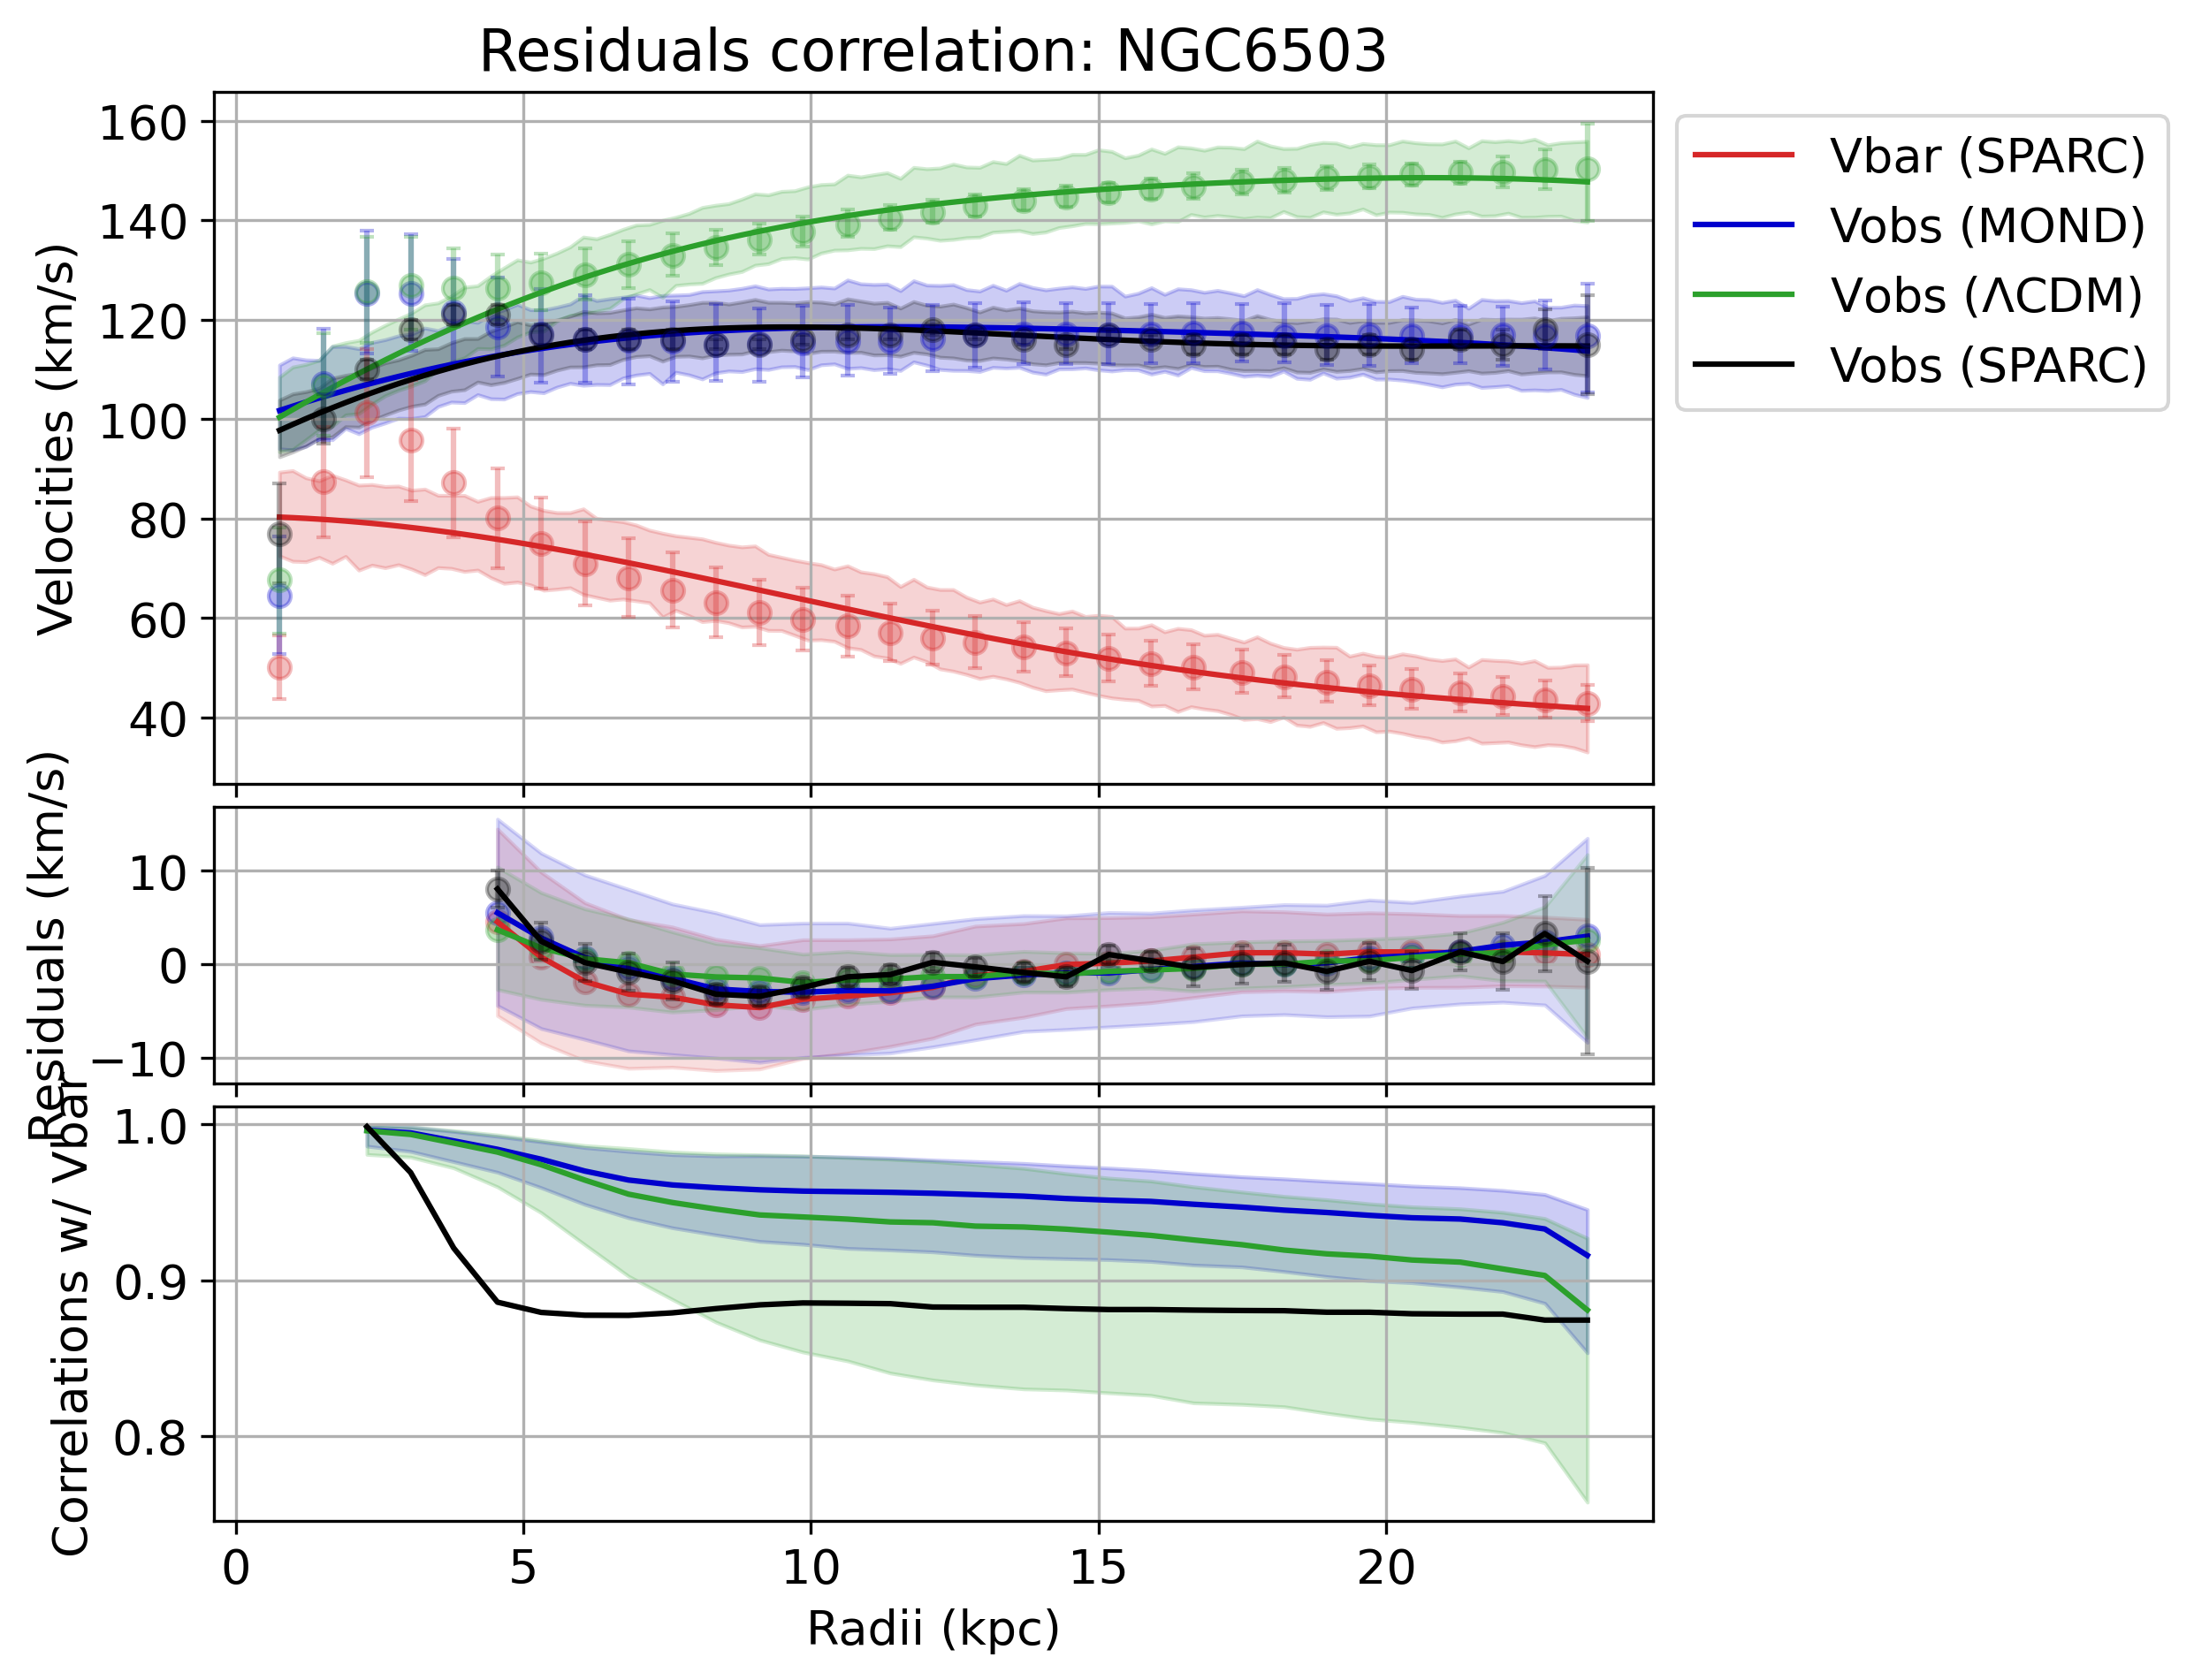 Residuals correlation: NGC6503
Velocities (km/s)
160
140
120
100
80
60
40
Vbar (SPARC)
Vobs (MOND)
Vobs (ΛCDM)
Vobs (SPARC)
Residuals (km/s)
10
0
−10
Correlations w/ Vbar
1.0
0.9
0.8
0
5
10
15
20
Radii (kpc)